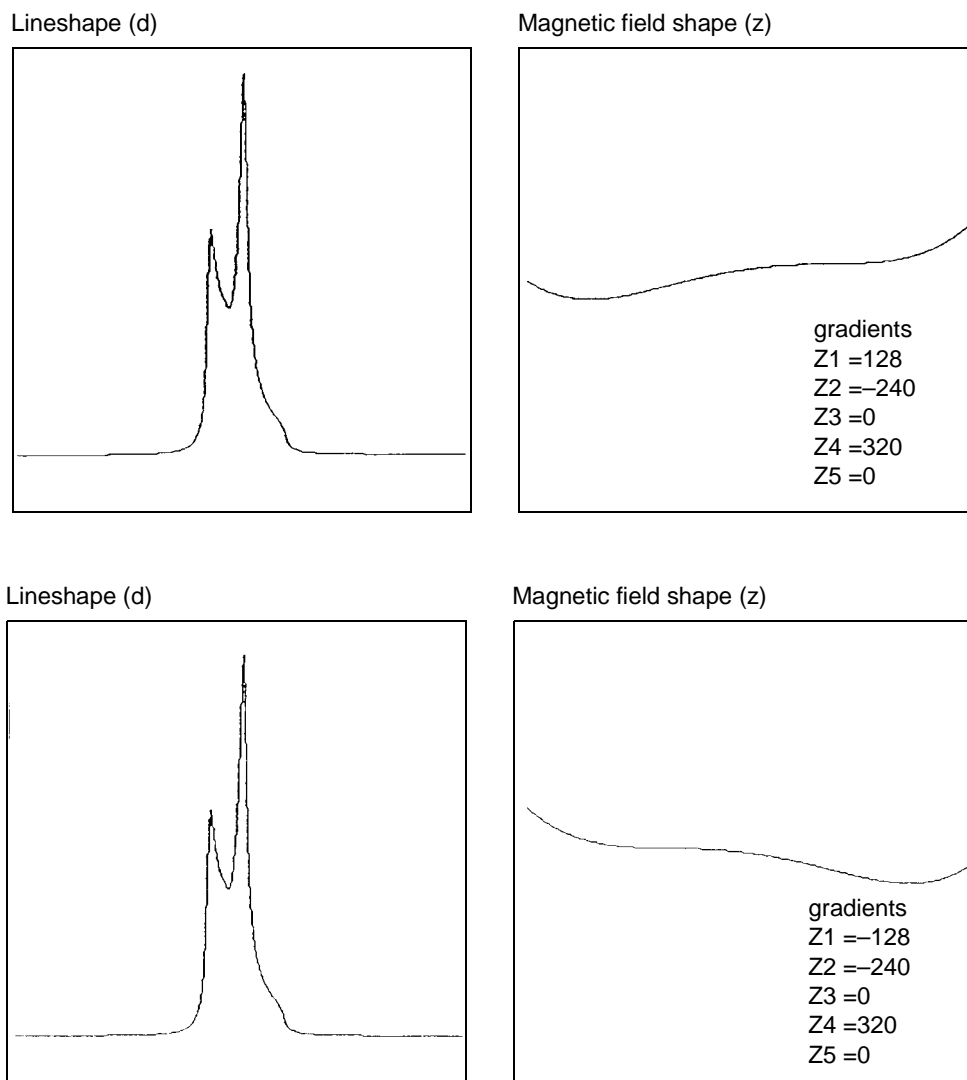 Lineshape (d)
Magnetic field shape (z)
gradients
Z1 =128
Z2 =–240
Z3 =0
Z4 =320
Z5 =0
Lineshape (d)
Magnetic field shape (z)
gradients
Z1 =–128
Z2 =–240
Z3 =0
Z4 =320
Z5 =0